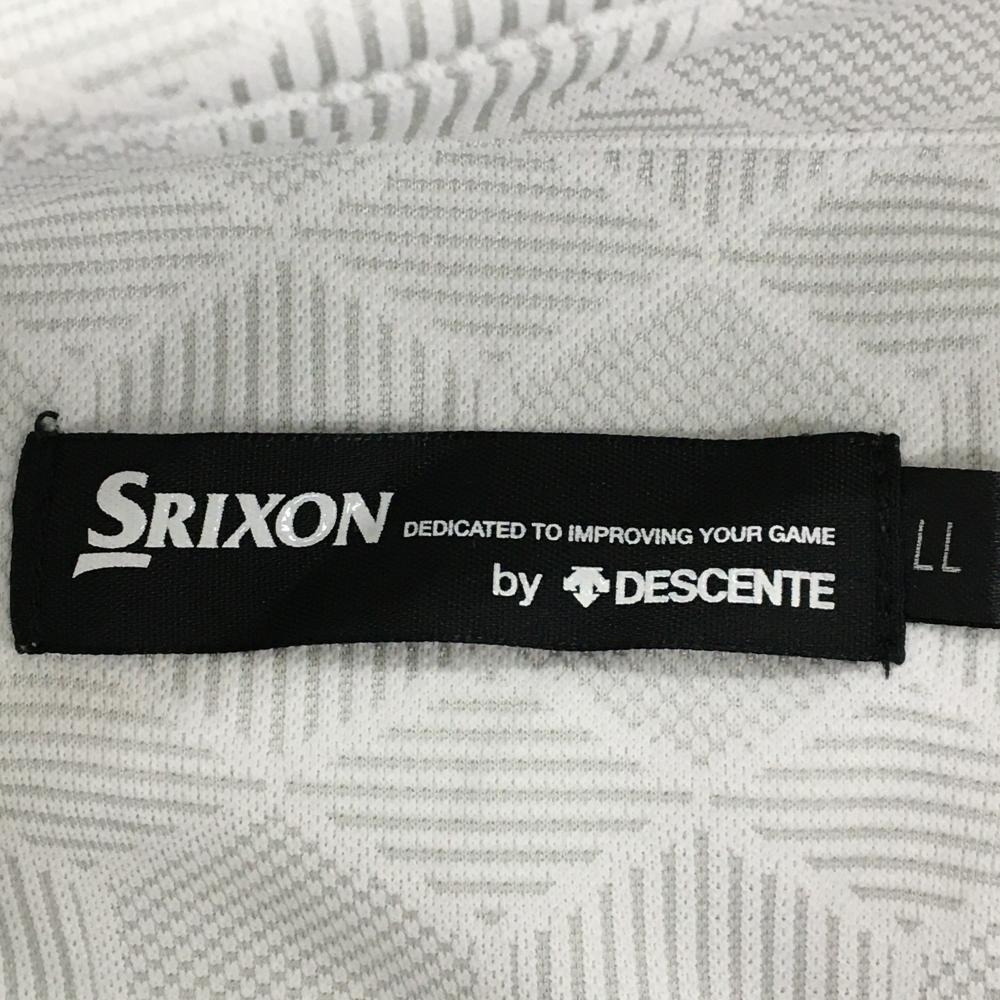 SRIXON DEDICATED TO IMPROVING YOUR GAME
by DESCENTE
LL